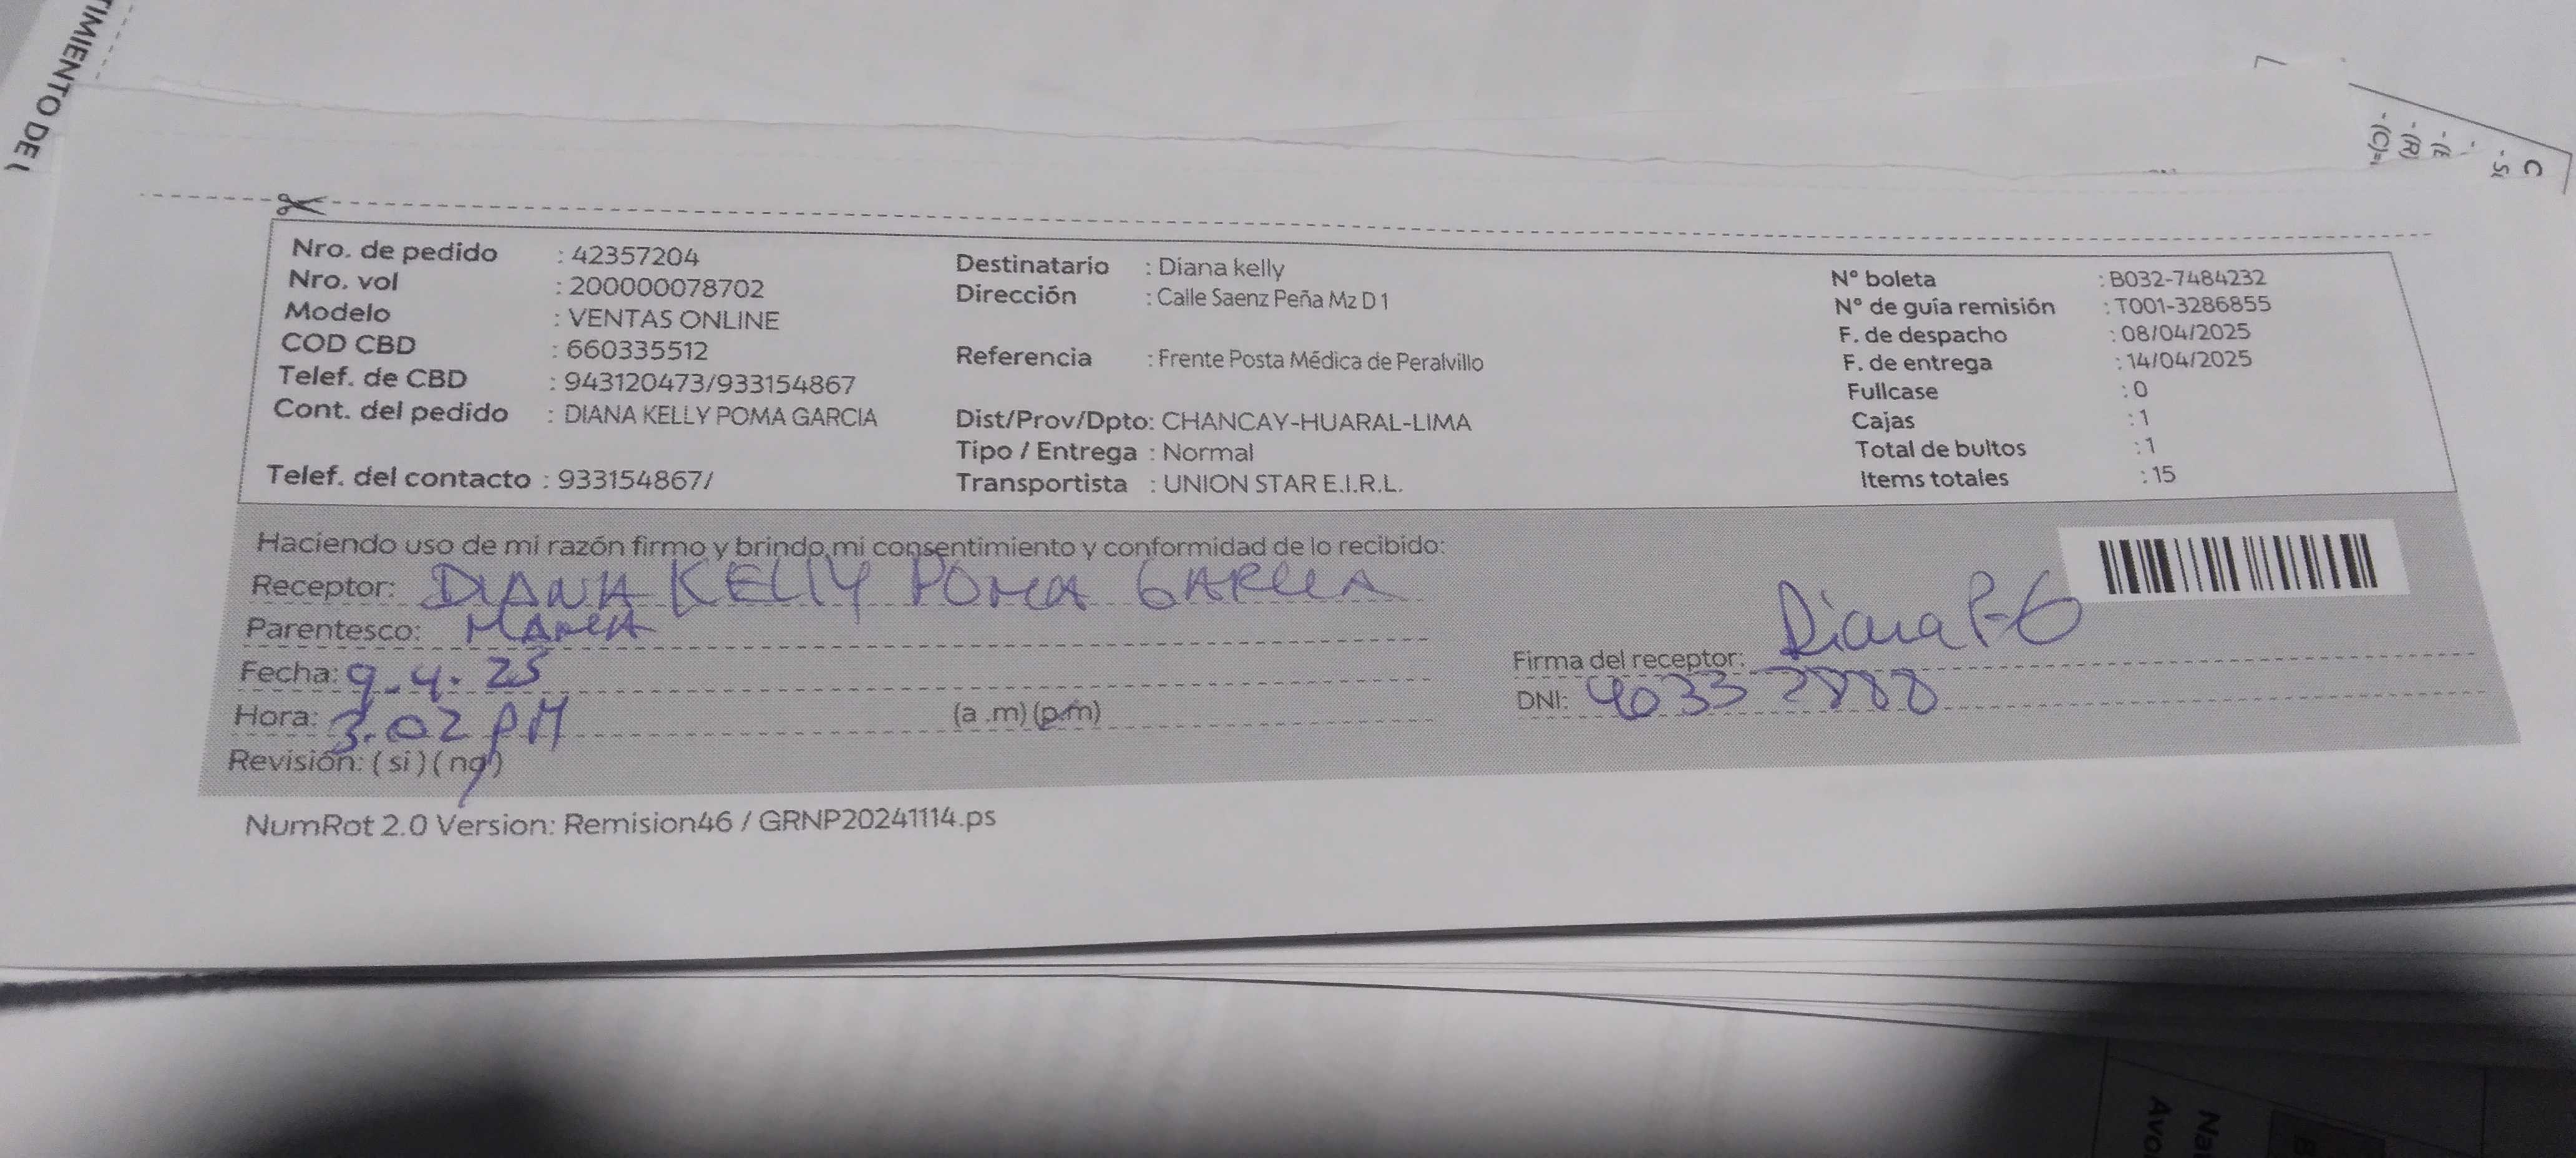 TIMIENTO DE (
Nro. de pedido : 42357204
Nro. vol : 200000078702
Modelo : VENTAS ONLINE
COD CBD : 660335512
Telef. de CBD : 943120473/933154867
Cont. del pedido : DIANA KELLY POMA GARCIA
Telef. del contacto : 933154867/
Destinatario : Diana kelly
Dirección : Calle Saenz Peña Mz D 1
Referencia : Frente Posta Médica de Peralvillo
Dist/Prov/Dpto: CHANCAY-HUARAL-LIMA
Tipo / Entrega : Normal
Transportista : UNION STAR E.I.R.L.
N° boleta : B032-7484232
N° de guía remisión : T001-3286855
F. de despacho : 08/04/2025
F. de entrega : 14/04/2025
Fullcase : 0
Cajas : 1
Total de bultos : 1
Items totales : 15
Haciendo uso de mi razón firmo y brindo mi consentimiento y conformidad de lo recibido:
Receptor: DIANA KELLY POMA GARCIA
Parentesco:
Fecha: 9.4.25
Hora: 3.02 PM (a .m) (p.m)
Revisión: ( si ) ( no )
Firma del receptor: Diana P-G
DNI: 4033 2888
NumRot 2.0 Version: Remision46 / GRNP20241114.ps